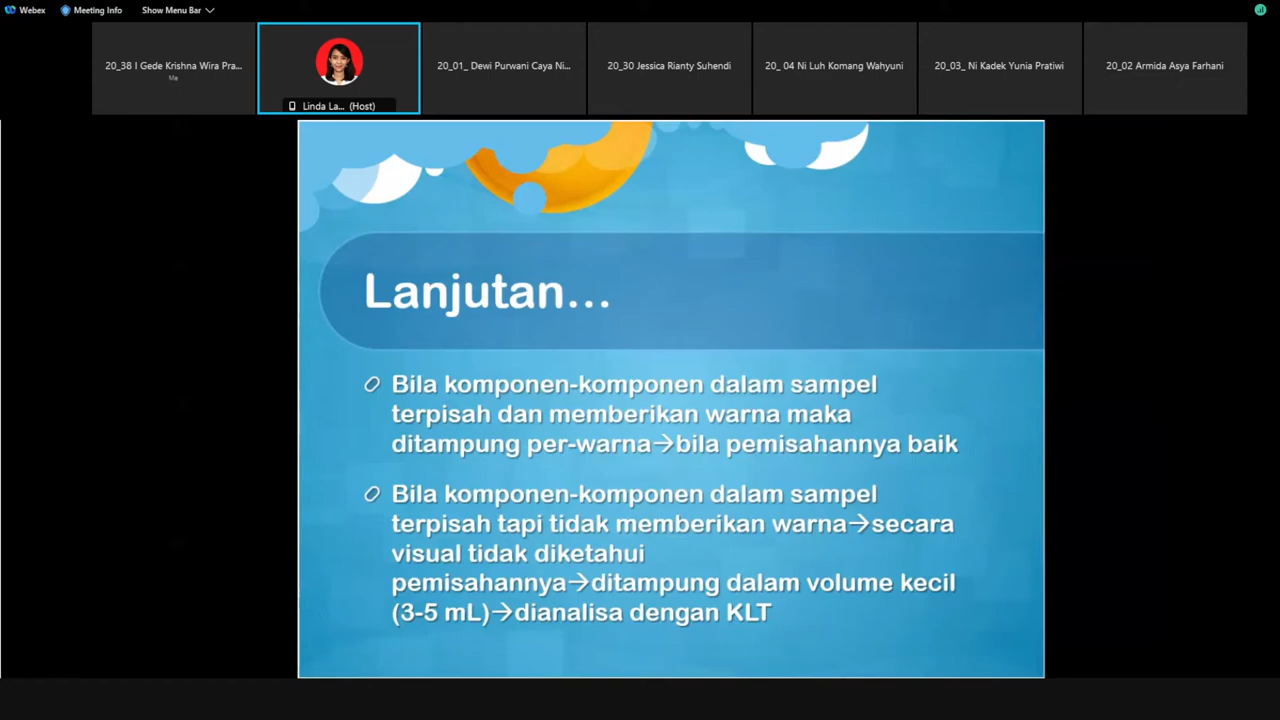 Webex
Meeting Info
Show Menu Bar
20_38 I Gede Krishna Wira Pra...
Me
Linda La... (Host)
20_01_ Dewi Purwani Caya Ni...
20_30 Jessica Rianty Suhendi
20_ 04 Ni Luh Komang Wahyuni
20_03_ Ni Kadek Yunia Pratiwi
20_02 Armida Asya Farhani
Lanjutan...
Bila komponen-komponen dalam sampel
terpisah dan memberikan warna maka
ditampung per-warna→bila pemisahannya baik
Bila komponen-komponen dalam sampel
terpisah tapi tidak memberikan warna→secara
visual tidak diketahui
pemisahannya→ditampung dalam volume kecil
(3-5 mL)→dianalisa dengan KLT